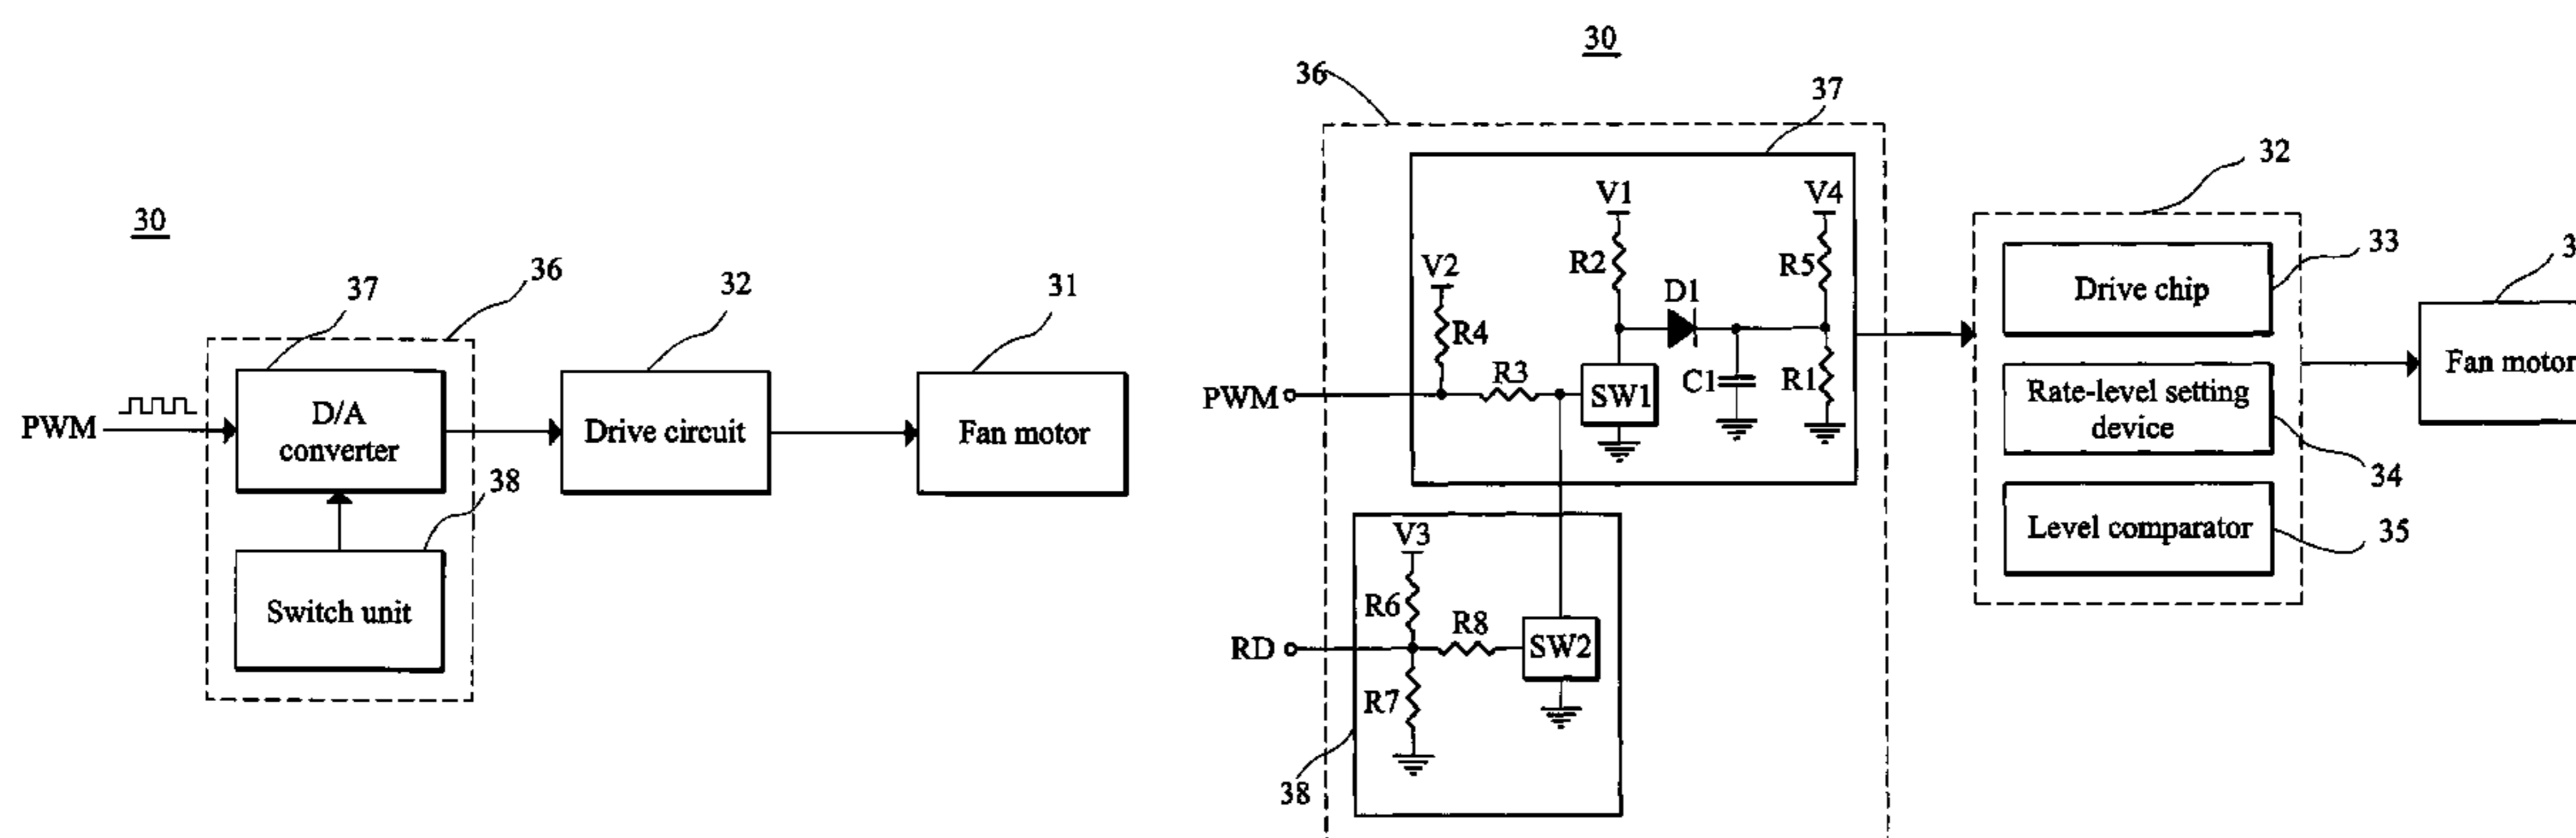 30
37
36
32
31
PWM
D/A
converter
Drive circuit
Fan motor
38
Switch unit
30
36
37
V1
V4
V2
R2
R5
D1
R4
R3
SW1
C1
R1
PWM
V3
R6
R8
SW2
RD
R7
38
32
33
Drive chip
Rate-level setting
device
34
Level comparator
35
3
Fan motor